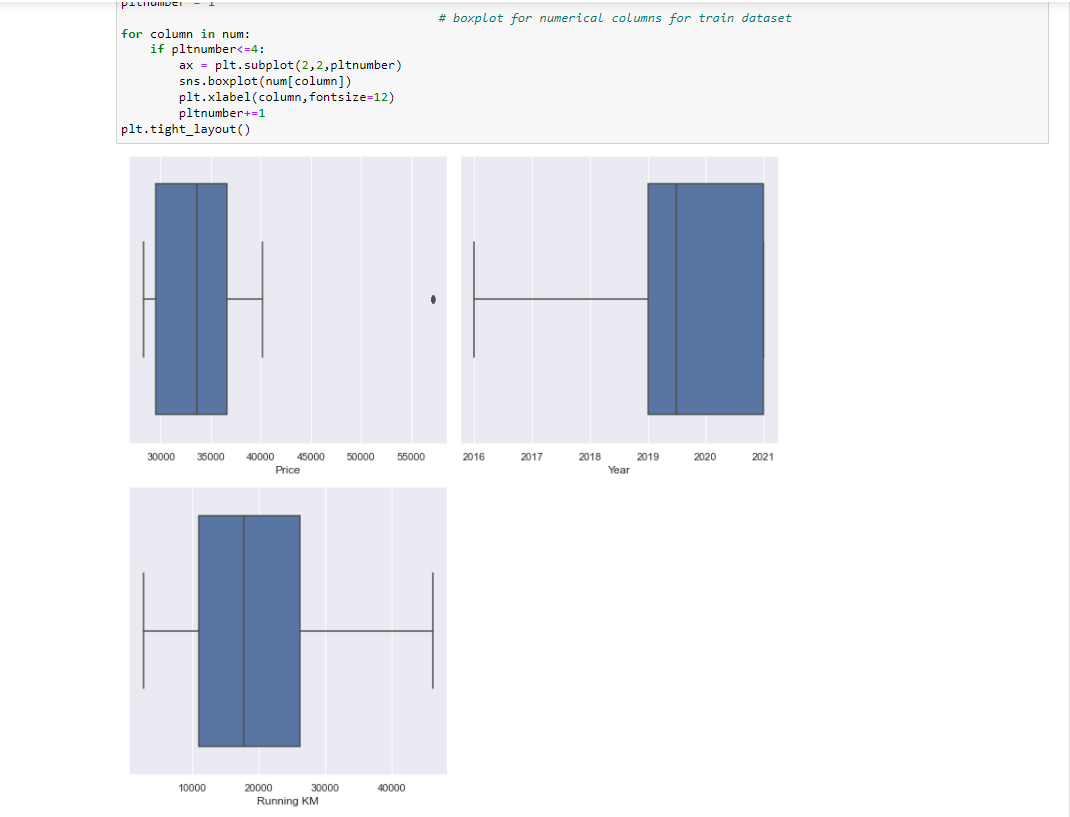 pltnumber = 1
# boxplot for numerical columns for train dataset
for column in num:
    if pltnumber<=4:
        ax = plt.subplot(2,2,pltnumber)
        sns.boxplot(num[column])
        plt.xlabel(column,fontsize=12)
        pltnumber+=1
plt.tight_layout()
30000 35000 40000 45000 50000 55000
Price
2016 2017 2018 2019 2020 2021
Year
10000 20000 30000 40000
Running KM